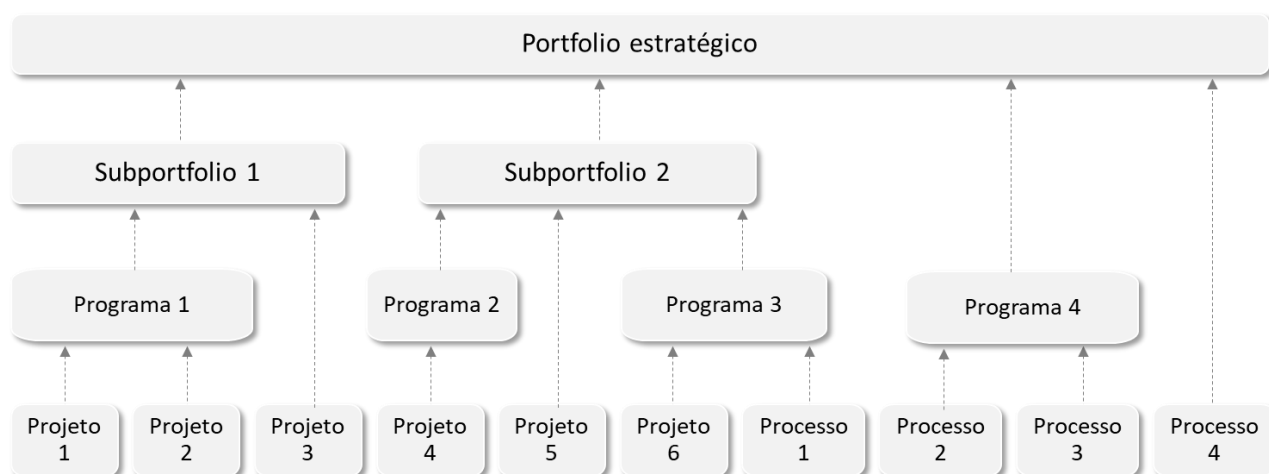 Portfolio estratégico
Subportfolio 1
Subportfolio 2
Programa 1
Programa 2
Programa 3
Programa 4
Projeto
1
Projeto
2
Projeto
3
Projeto
4
Projeto
5
Projeto
6
Processo
1
Processo
2
Processo
3
Processo
4